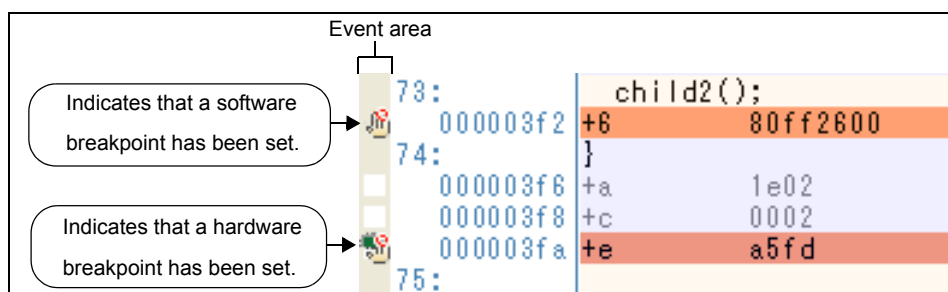 Event area
73: child2();
Indicates that a software
breakpoint has been set.
000003f2 +6 80ff2600
74: }
000003f6 +a 1e02
000003f8 +c 0002
Indicates that a hardware
breakpoint has been set.
000003fa +e a5fd
75: